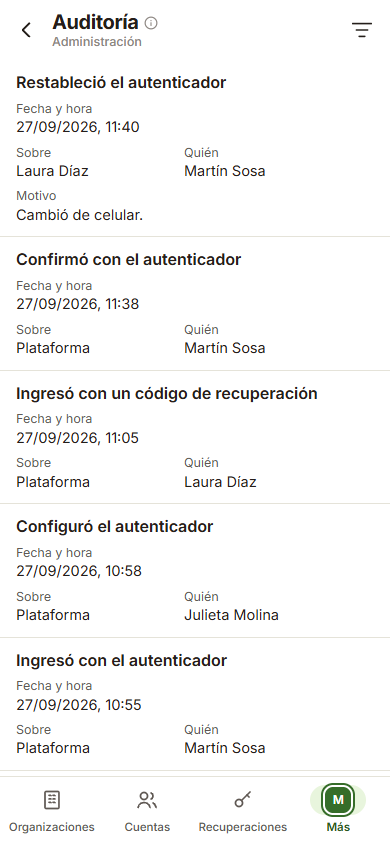 Auditoría
Administración
Restableció el autenticador
Fecha y hora
27/09/2026, 11:40
Sobre
Quién
Laura Díaz
Martín Sosa
Motivo
Cambió de celular.
Confirmó con el autenticador
Fecha y hora
27/09/2026, 11:38
Sobre
Quién
Plataforma
Martín Sosa
Ingresó con un código de recuperación
Fecha y hora
27/09/2026, 11:05
Sobre
Quién
Plataforma
Laura Díaz
Configuró el autenticador
Fecha y hora
27/09/2026, 10:58
Sobre
Quién
Plataforma
Julieta Molina
Ingresó con el autenticador
Fecha y hora
27/09/2026, 10:55
Sobre
Quién
Plataforma
Martín Sosa
M
Organizaciones
Cuentas
Recuperaciones
Más